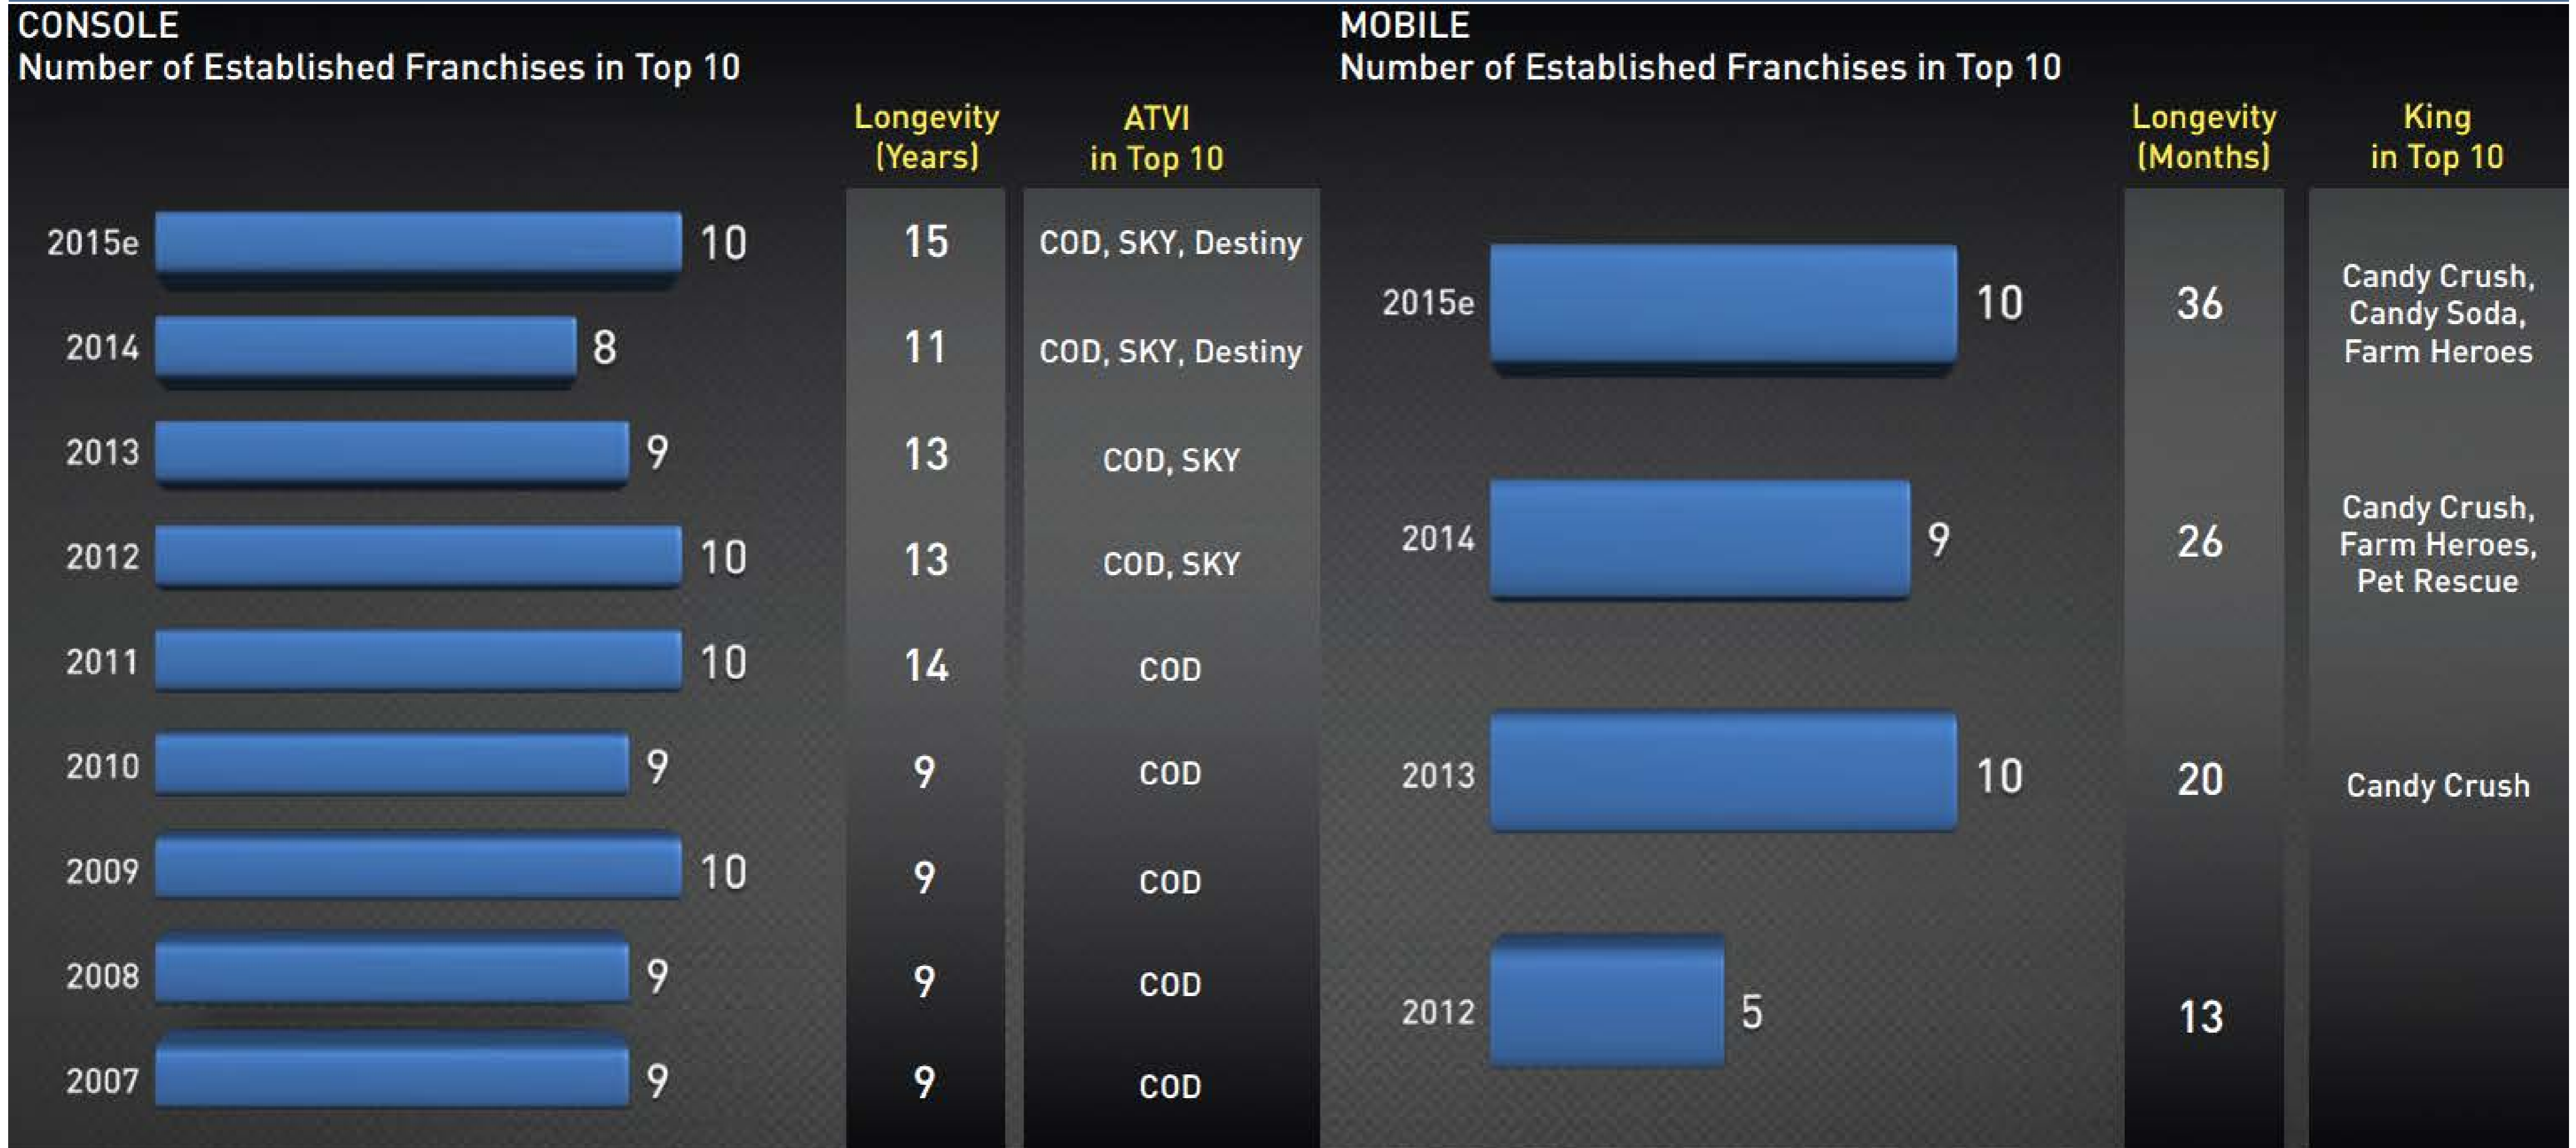 CONSOLE
Number of Established Franchises in Top 10
Longevity
(Years)
ATVI
in Top 10
2015e 10 15 COD, SKY, Destiny
2014 8 11 COD, SKY, Destiny
2013 9 13 COD, SKY
2012 10 13 COD, SKY
2011 10 14 COD
2010 9 9 COD
2009 10 9 COD
2008 9 9 COD
2007 9 9 COD
MOBILE
Number of Established Franchises in Top 10
Longevity
(Months)
King
in Top 10
2015e 10 36
Candy Crush,
Candy Soda,
Farm Heroes
2014 9 26
Candy Crush,
Farm Heroes,
Pet Rescue
2013 10 20 Candy Crush
2012 5 13